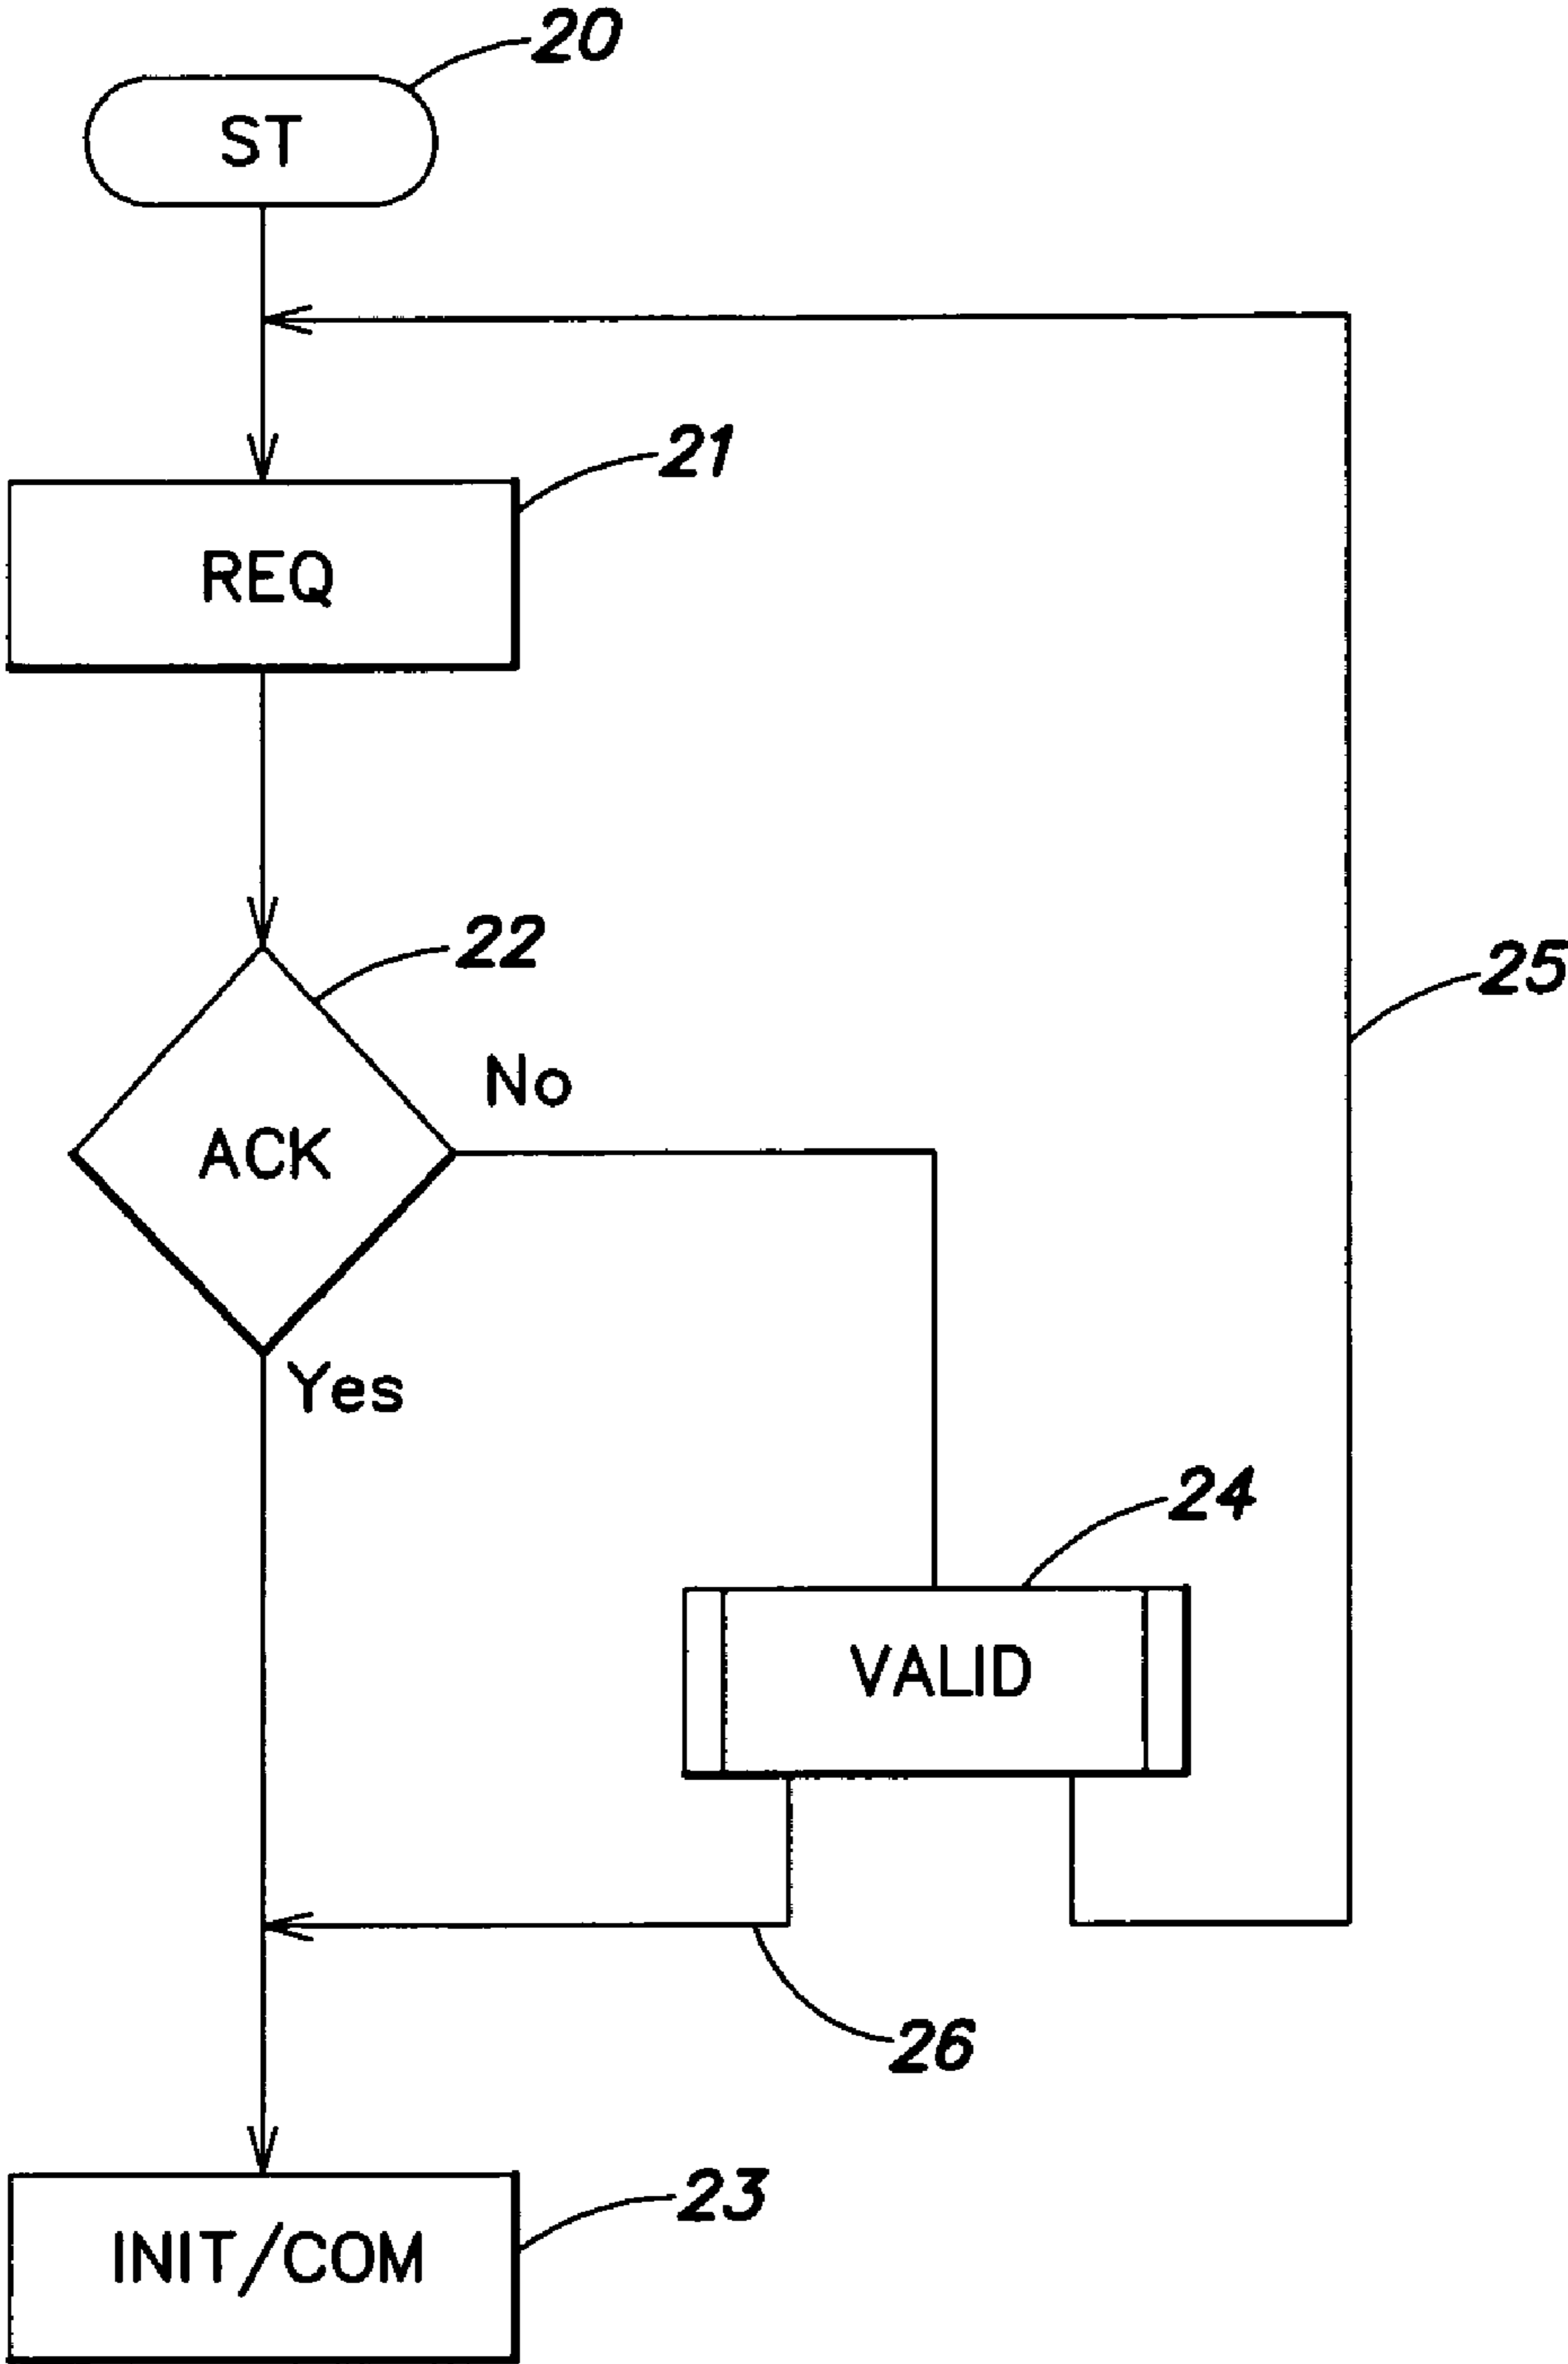 20
ST
21
REQ
22
No
25
ACK
Yes
24
VALID
26
23
INIT/COM